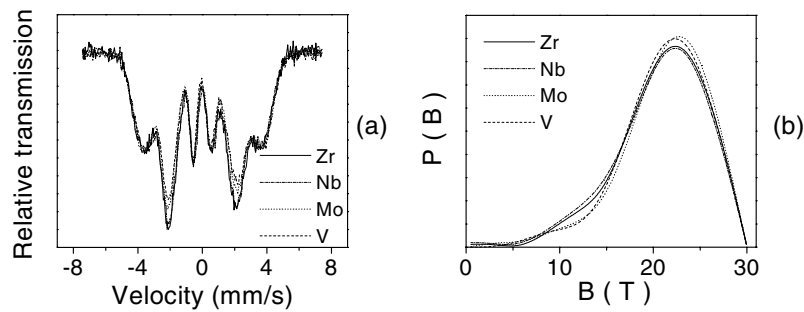 Relative transmission
Zr
Nb
Mo
V
-8 -4 0 4 8
Velocity (mm/s)
(a)
P ( B )
Zr
Nb
Mo
V
0 10 20 30
B ( T )
(b)